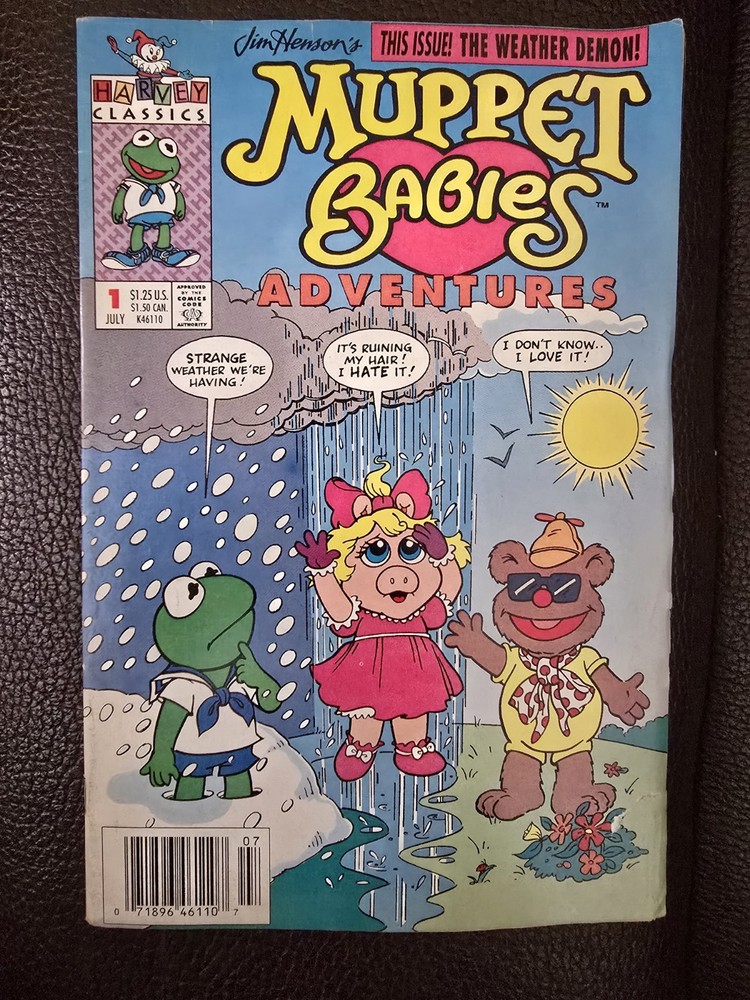 Jim Henson's
THIS ISSUE! THE WEATHER DEMON!
HARVEY
CLASSICS
MUPPET
BABIES™
ADVENTURES
1
JULY
$1.25 U.S.
$1.50 CAN.
K46110
APPROVED
BY THE
COMICS
CODE
AUTHORITY
STRANGE
WEATHER WE'RE
HAVING!
IT'S RUINING
MY HAIR!
I HATE IT!
I DON'T KNOW..
I LOVE IT!
07
0 71896 46110 7